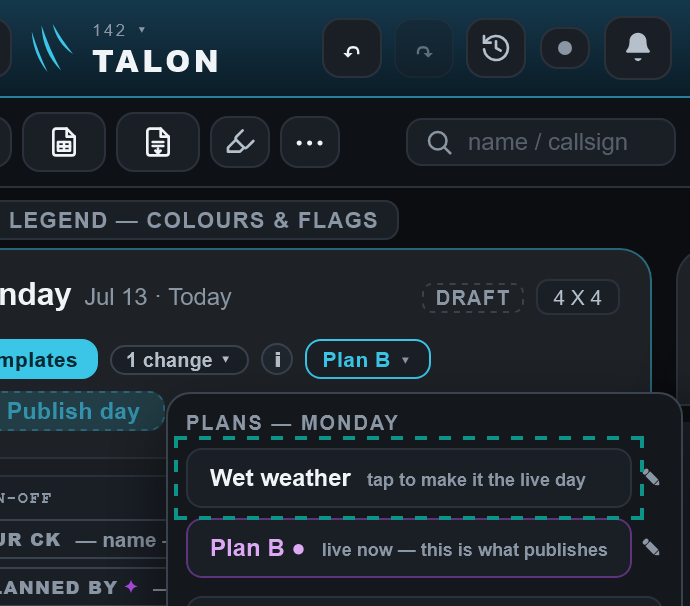 142 ▾
TALON
name / callsign
LEGEND — COLOURS & FLAGS
nday Jul 13 · Today DRAFT 4 X 4
mplates 1 change ▾ i Plan B ▾
Publish day
PLANS — MONDAY
Wet weather tap to make it the live day
N-OFF
Plan B ● live now — this is what publishes
UR CK — name -
LANNED BY ✦ —